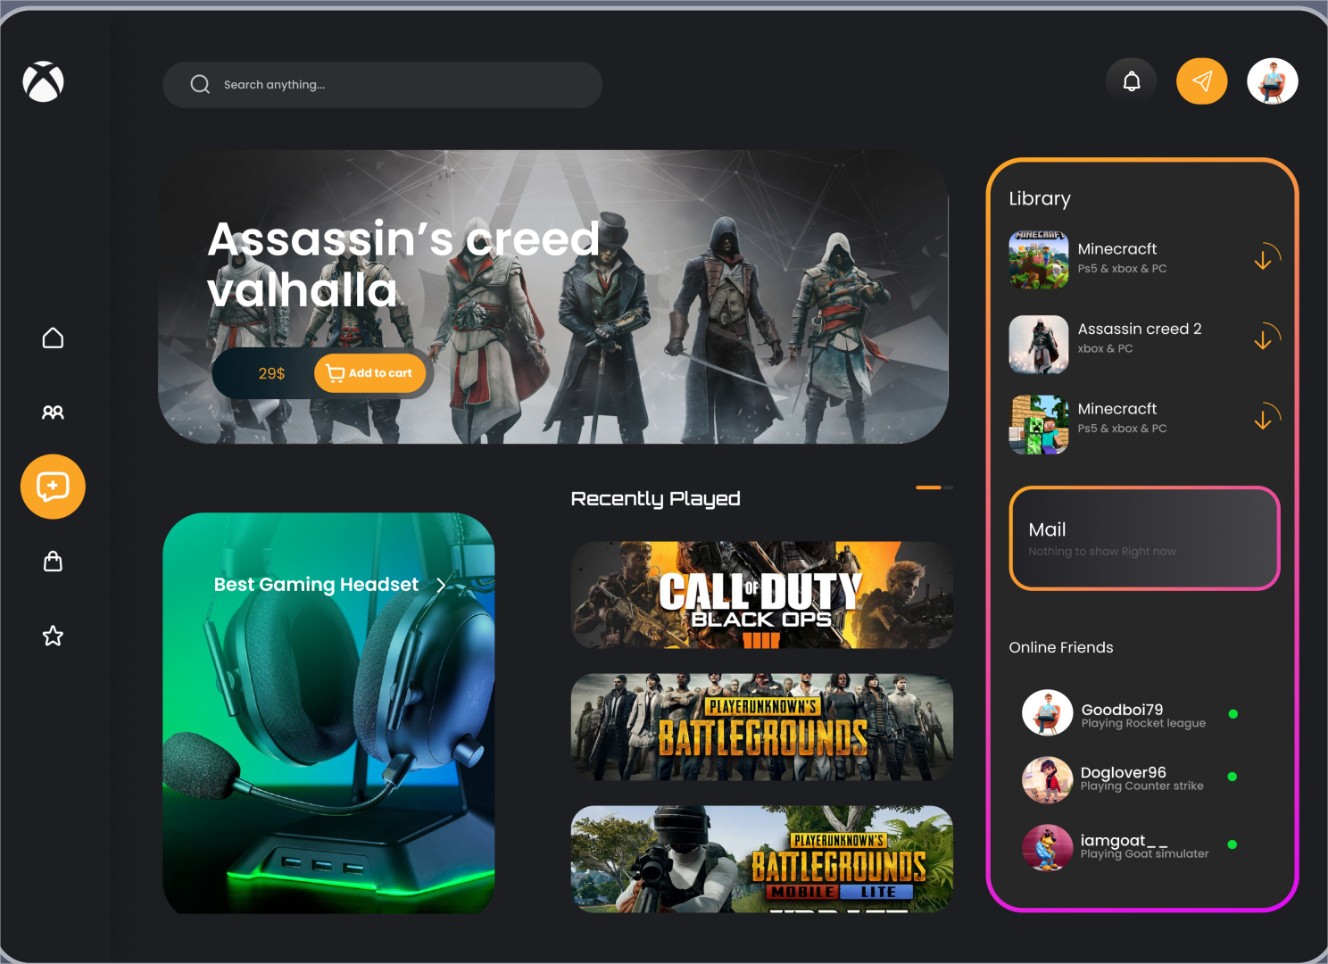 Search anything...
Assassin's creed
valhalla
29$
Add to cart
Best Gaming Headset
Recently Played
CALL OF DUTY
BLACK OPS
IIII
PLAYERUNKNOWN'S
BATTLEGROUNDS
PLAYERUNKNOWN'S
BATTLEGROUNDS
MOBILE LITE
Library
MINECRAFT
Minecracft
Ps5 & xbox & PC
Assassin creed 2
xbox & PC
Minecracft
Ps5 & xbox & PC
Mail
Nothing to show Right now
Online Friends
Goodboi79
Playing Rocket league
Doglover96
Playing Counter strike
iamgoat__
Playing Goat simulater